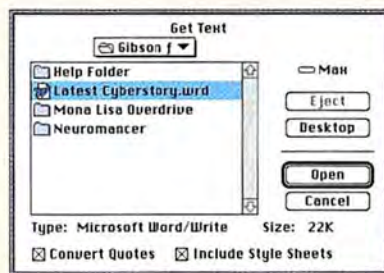 Get Text
Gibson ƒ
Help Folder
Latest Cyberstory.wrd
Mona Lisa Overdrive
Neuromancer
Max
Eject
Desktop
Open
Cancel
Type: Microsoft Word/Write Size: 22K
Convert Quotes Include Style Sheets